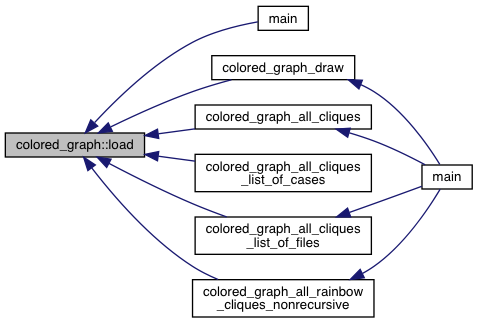 main
colored_graph_draw
colored_graph_all_cliques
colored_graph::load
colored_graph_all_cliques
_list_of_cases
main
colored_graph_all_cliques
_list_of_files
colored_graph_all_rainbow
_cliques_nonrecursive